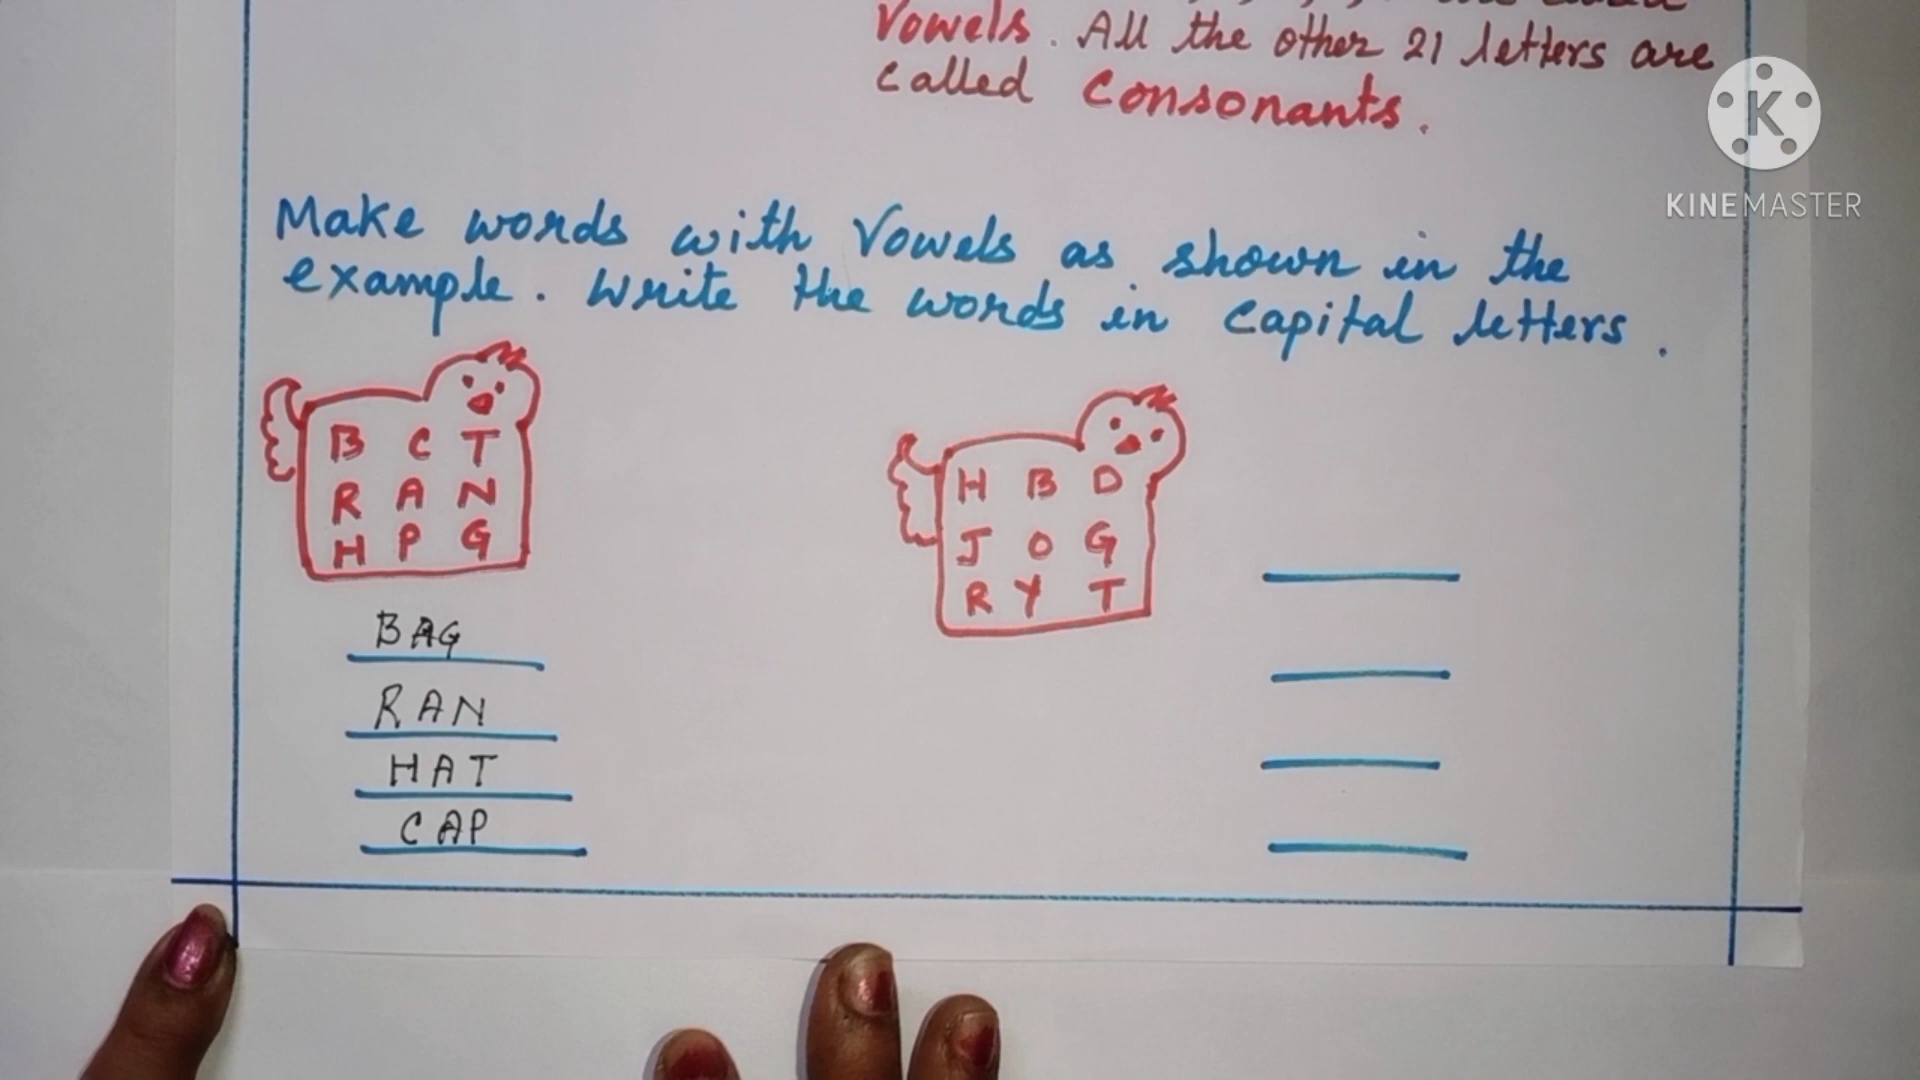 Vowels. All the other 21 letters are
called Consonants.
K
KINEMASTER
Make words with Vowels as shown in the
example. Write the words in capital letters.
B C T
R A N
H P G
H B D
J O G
R Y T
BAG
RAN
HAT
CAP